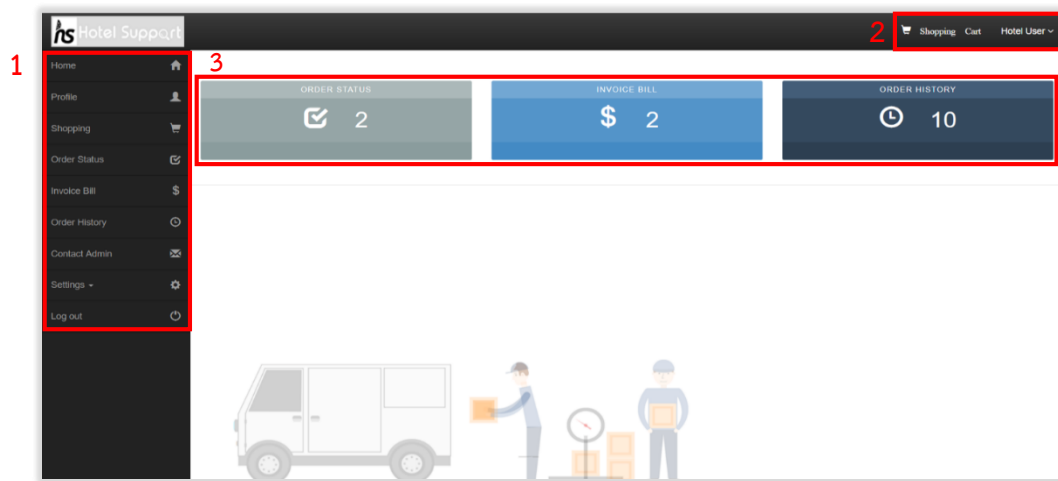 hs Hotel Support
2
Shopping Cart
Hotel User
1
3
Home
Profile
Shopping
Order Status
Invoice Bill
Order History
Contact Admin
Settings
Log out
ORDER STATUS
2
INVOICE BILL
$ 2
ORDER HISTORY
10